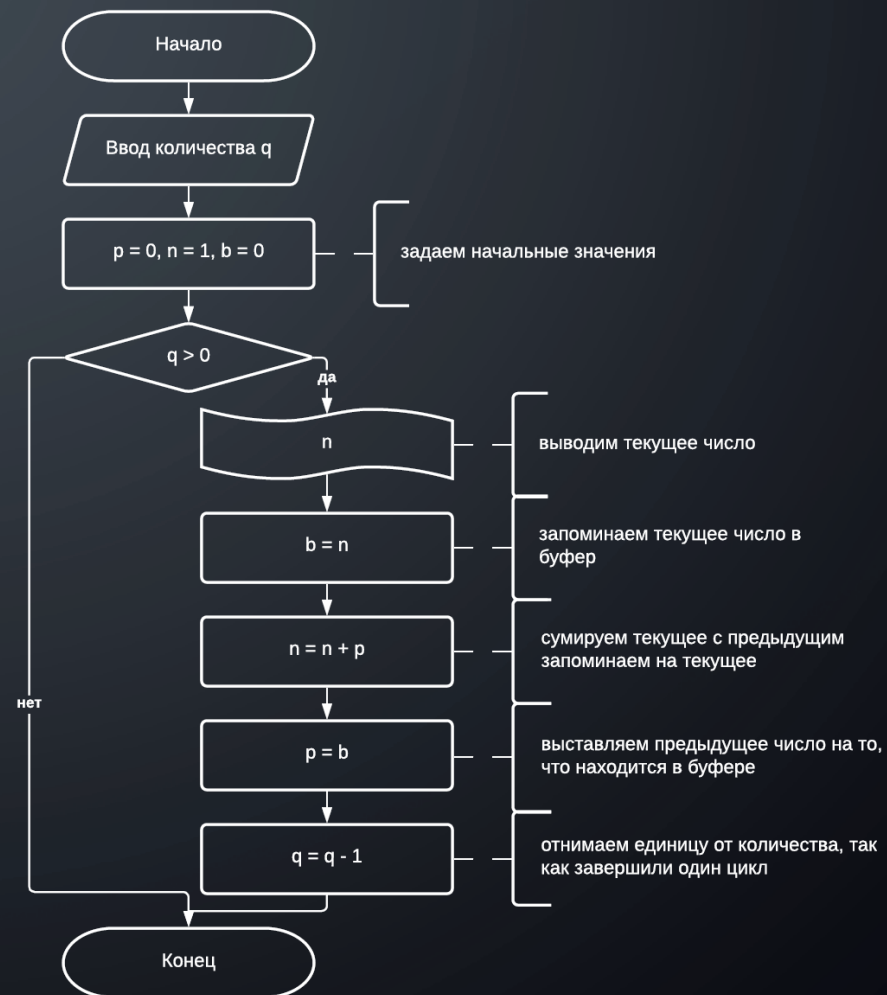 Начало
Ввод количества q
p = 0, n = 1, b = 0
задаем начальные значения
q > 0
да
n
выводим текущее число
b = n
запоминаем текущее число в
буфер
n = n + p
сумируем текущее с предыдущим
запоминаем на текущее
нет
p = b
выставляем предыдущее число на то,
что находится в буфере
q = q - 1
отнимаем единицу от количества, так
как завершили один цикл
Конец